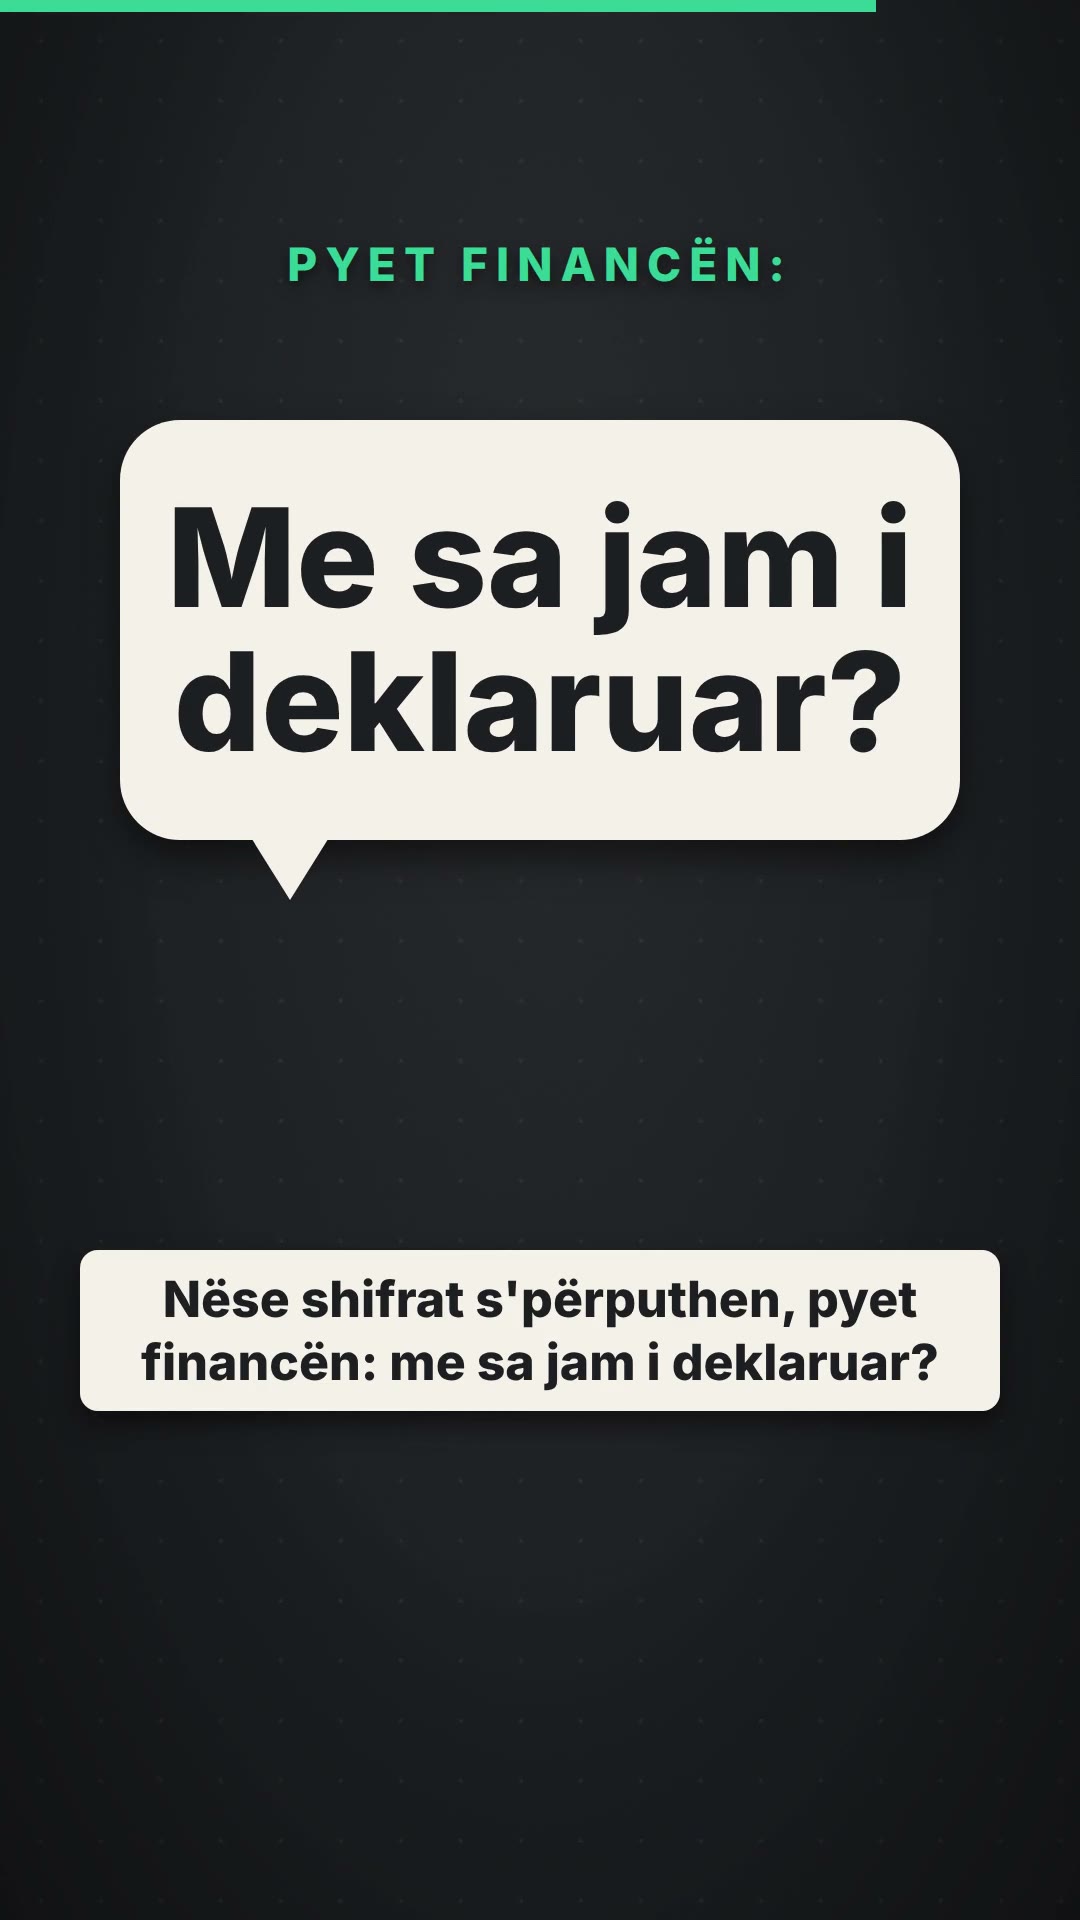 PYET FINANCËN:
Me sa jam i
deklaruar?
Nëse shifrat s'përputhen, pyet
financën: me sa jam i deklaruar?